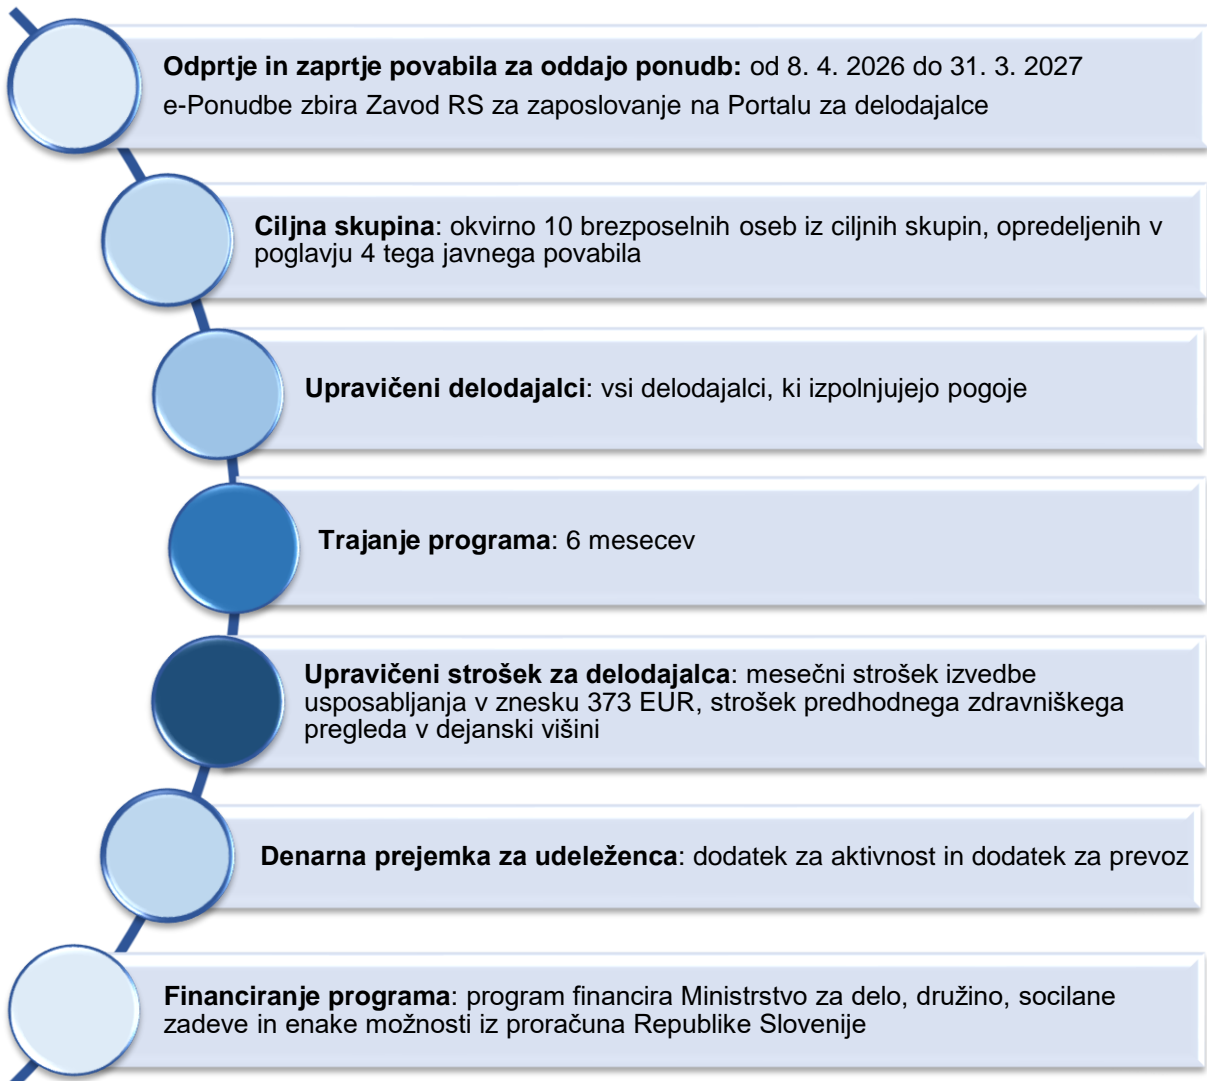 Odprtje in zaprtje povabila za oddajo ponudb: od 8. 4. 2026 do 31. 3. 2027
e-Ponudbe zbira Zavod RS za zaposlovanje na Portalu za delodajalce
Ciljna skupina: okvirno 10 brezposelnih oseb iz ciljnih skupin, opredeljenih v
poglavju 4 tega javnega povabila
Upravičeni delodajalci: vsi delodajalci, ki izpolnjujejo pogoje
Trajanje programa: 6 mesecev
Upravičeni strošek za delodajalca: mesečni strošek izvedbe
usposabljanja v znesku 373 EUR, strošek predhodnega zdravniškega
pregleda v dejanski višini
Denarna prejemka za udeleženca: dodatek za aktivnost in dodatek za prevoz
Financiranje programa: program financira Ministrstvo za delo, družino, socilane
zadeve in enake možnosti iz proračuna Republike Slovenije